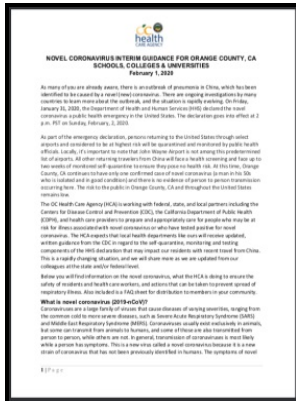 health
CARE AGENCY
NOVEL CORONAVIRUS INTERIM GUIDANCE FOR ORANGE COUNTY, CA
SCHOOLS, COLLEGES & UNIVERSITIES
February 1, 2020
As many of you are already aware, there is an outbreak of pneumonia in China, which has been
identified to be caused by a novel (new) coronavirus. There are ongoing investigations by many
countries to learn more about the outbreak, and the situation is rapidly evolving. On Friday,
January 31, 2020, the Department of Health and Human Services (HHS) declared the novel
coronavirus a public health emergency in the United States. The declaration goes into effect at 2
p.m. PST on Sunday, February, 2, 2020.
As part of the emergency declaration, persons returning to the United States through select
airports and considered to be at highest risk will be quarantined and monitored by public health
officials. Locally, it's important to note that John Wayne Airport is not among this predetermined
list of airports. All other returning travelers from China will face a health screening and face up to
two weeks of monitored self-quarantine to ensure they pose no health risk. At this time, Orange
County, CA continues to have only one confirmed case of novel coronavirus (a man in his 50s
who is isolated and in good condition) and there is no evidence of person to person transmission
occurring here. The risk to the public in Orange County, CA and throughout the United States
remains low.
The OC Health Care Agency (HCA) is working with federal, state, and local partners including the
Centers for Disease Control and Prevention (CDC), the California Department of Public Health
(CDPH), and health care providers to prepare and appropriately care for people who may be at
risk for illness associated with novel coronavirus or who have tested positive for novel
coronavirus. The HCA expects that local health departments like ours will receive updated,
written guidance from the CDC in regard to the self-quarantine, monitoring and testing
components of the HHS declaration that may impact our residents with recent travel from China.
This is a rapidly changing situation, and we will share more as we are updated from our
colleagues at the state and/or federal level.
Below you will find information on the novel coronavirus, what the HCA is doing to ensure the
safety of residents and health care workers, and actions that can be taken to prevent spread of
respiratory illness. Also included is a FAQ sheet for distribution to members in your community.
What is novel coronavirus (2019-nCoV)?
Coronaviruses are a large family of viruses that cause diseases of varying severities, ranging from
the common cold to more severe diseases, such as Severe Acute Respiratory Syndrome (SARS)
and Middle East Respiratory Syndrome (MERS). Coronaviruses usually exist exclusively in animals,
but some can transmit from animals to humans, and some of those are also transmitted from
person to person, while others are not. In general, transmission of coronaviruses is most likely
while a person has symptoms. This is a new virus called a novel coronavirus because it is a new
strain of coronavirus that has not been previously identified in humans. The symptoms of novel
1 | Page